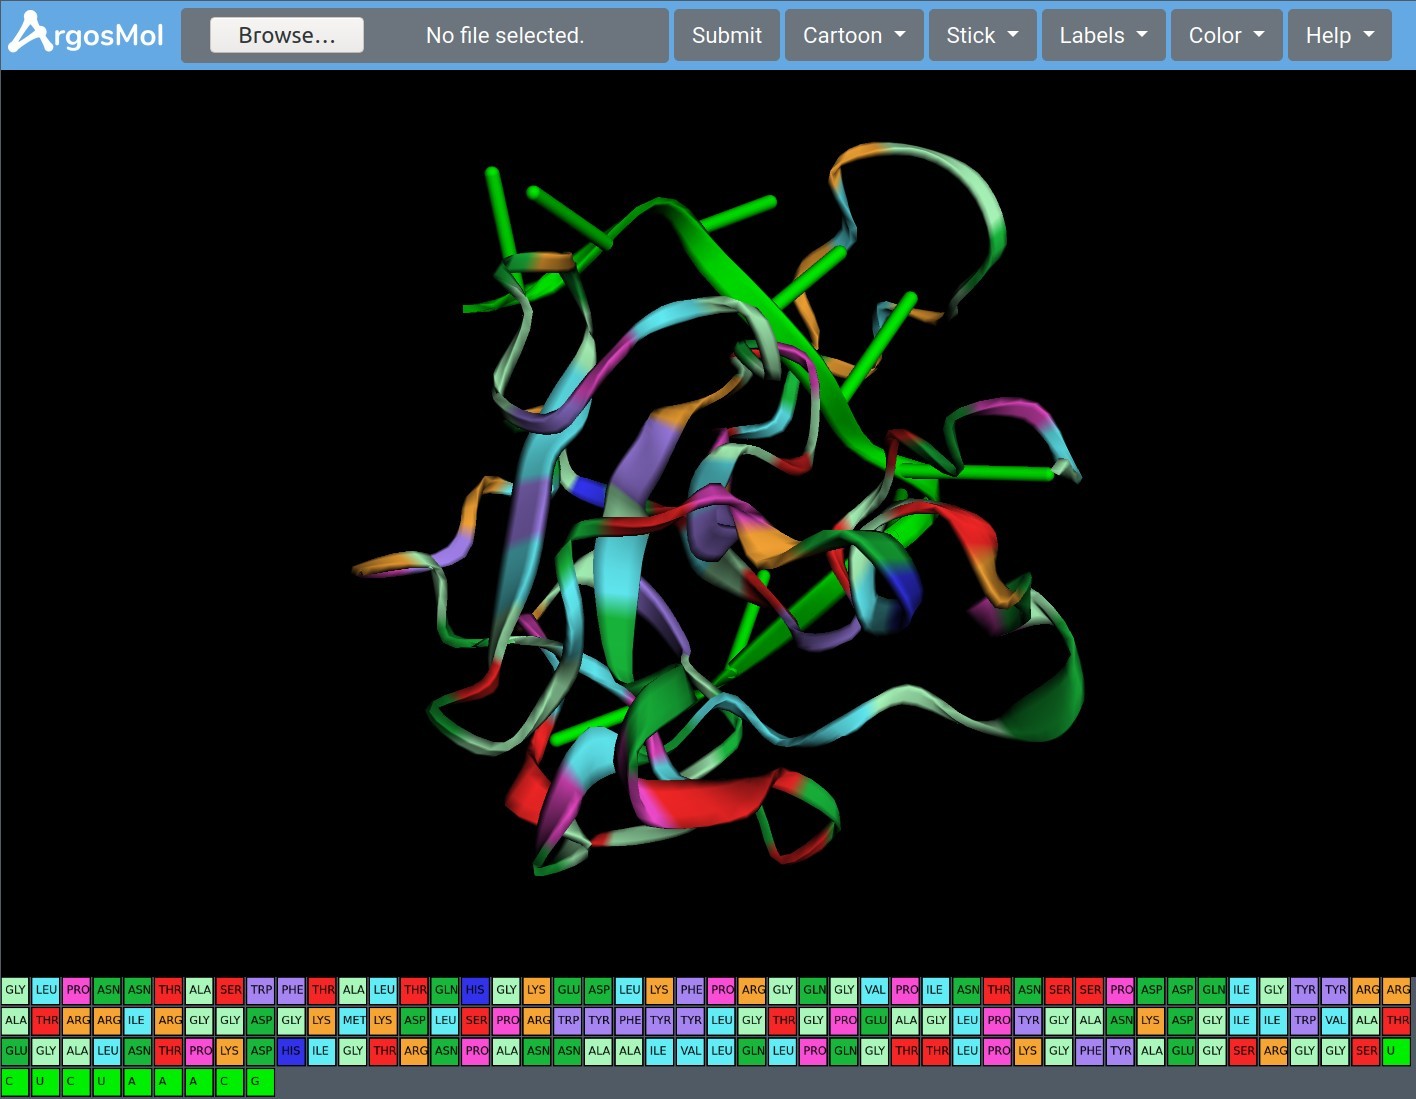 ArgosMol Browse... No file selected. Submit Cartoon Stick Labels Color Help
GLY LEU PRO ASN ASN THR ALA SER TRP PHE THR ALA LEU THR GLN HIS GLY LYS GLU ASP LEU LYS PHE PRO ARG GLY GLN GLY VAL PRO ILE ASN THR ASN SER SER PRO ASP ASP GLN ILE GLY TYR TYR ARG ARG
ALA THR ARG ARG ILE ARG GLY GLY ASP GLY LYS MET LYS ASP LEU SER PRO ARG TRP TYR PHE TYR TYR LEU GLY THR GLY PRO GLU ALA GLY LEU PRO TYR GLY ALA ASN LYS ASP GLY ILE ILE TRP VAL ALA THR
GLU GLY ALA LEU ASN THR PRO LYS ASP HIS ILE GLY THR ARG ASN PRO ALA ASN ASN ALA ALA ILE VAL LEU GLN LEU PRO GLN GLY THR THR LEU PRO LYS GLY PHE TYR ALA GLU GLY SER ARG GLY GLY SER U
C U C U A A A C G